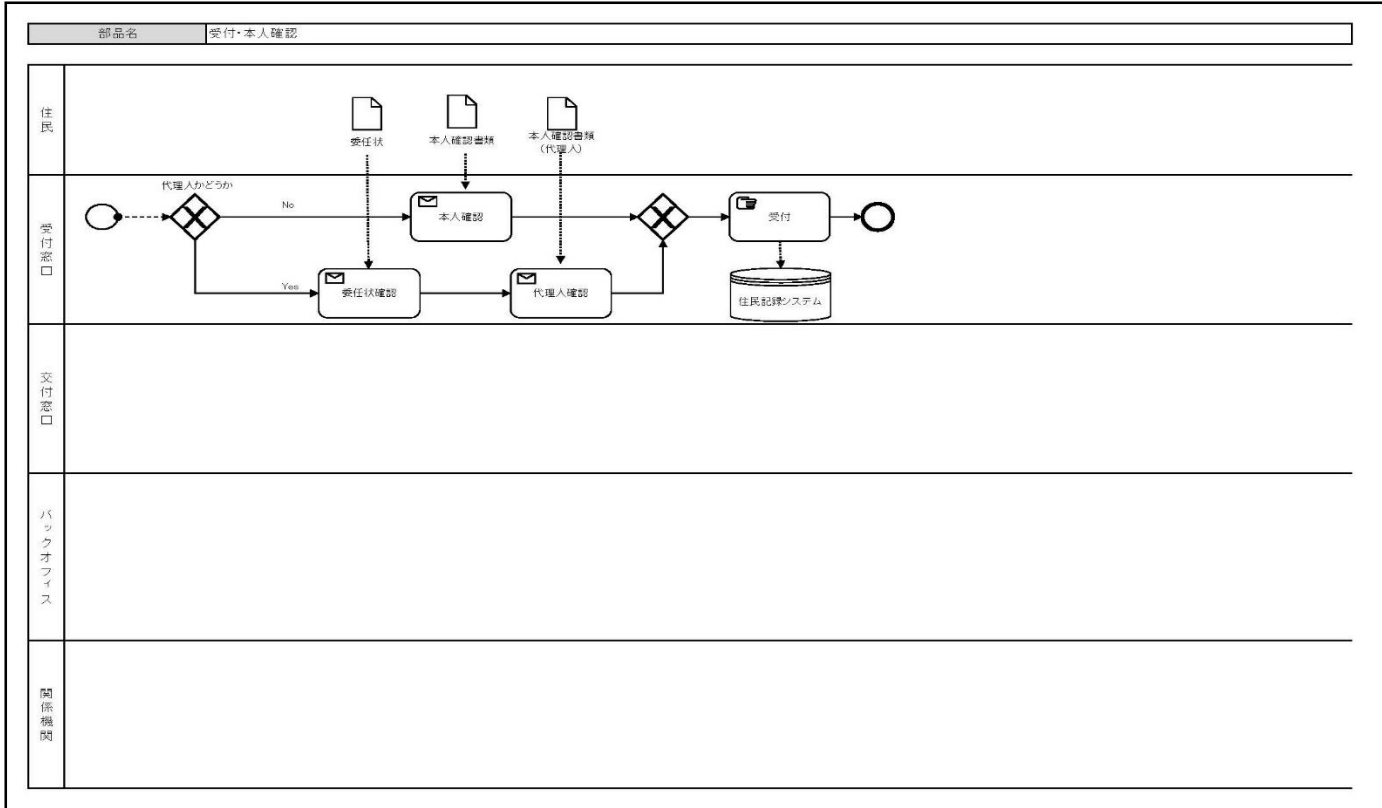 部品名
受付・本人確認
住民
委任状
本人確認書類
本人確認書類
(代理人)
受付窓口
代理人かどうか
No
本人確認
受付
Yes
委任状確認
代理人確認
住民記録システム
交付窓口
バックオフィス
関係機関